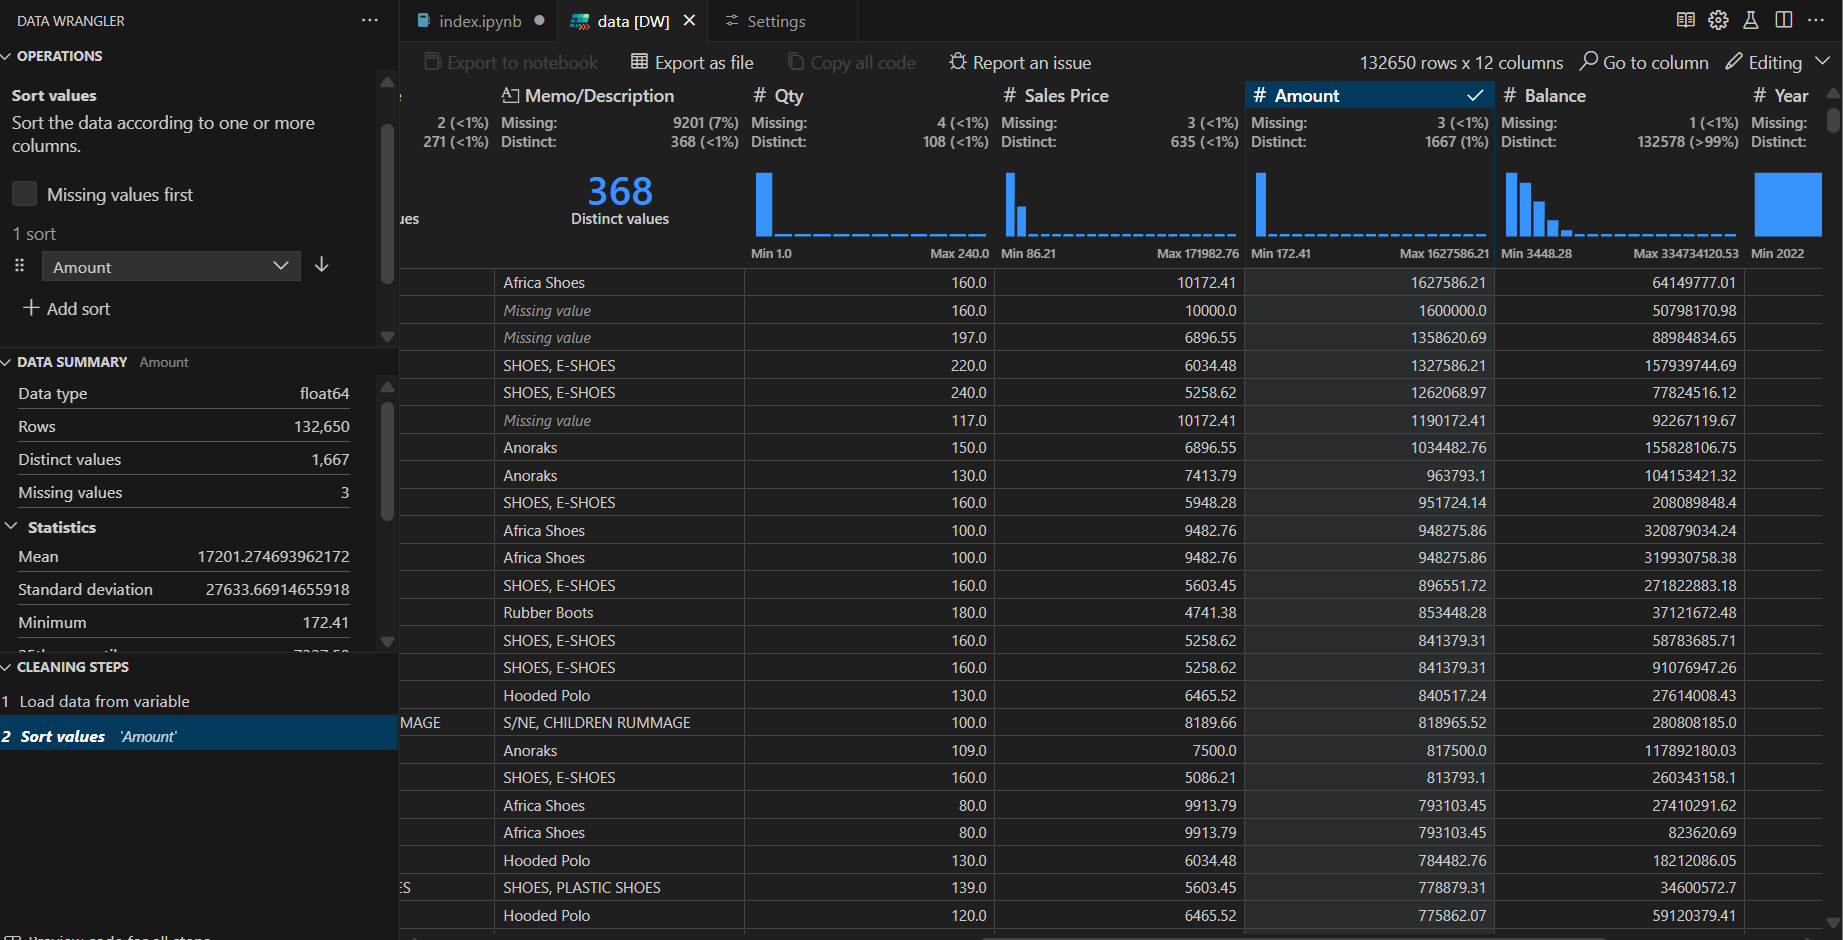 DATA WRANGLER
OPERATIONS
Sort values
Sort the data according to one or more
columns.
Missing values first
1 sort
Amount
Add sort
DATA SUMMARY Amount
Data type float64
Rows 132,650
Distinct values 1,667
Missing values 3
Statistics
Mean 17201.274693962172
Standard deviation 27633.66914655918
Minimum 172.41
CLEANING STEPS
1 Load data from variable
2 Sort values 'Amount'
index.ipynb data [DW] Settings
Export to notebook Export as file Copy all code Report an issue 132650 rows x 12 columns Go to column Editing
Memo/Description # Qty # Sales Price # Amount # Balance # Year
2 (<1%) Missing: 9201 (7%) Missing: 4 (<1%) Missing: 3 (<1%) Missing: 3 (<1%) Missing: 1 (<1%) Missing:
271 (<1%) Distinct: 368 (<1%) Distinct: 108 (<1%) Distinct: 635 (<1%) Distinct: 1667 (1%) Distinct: 132578 (>99%) Distinct:
368
ues Distinct values
Min 1.0 Max 240.0 Min 86.21 Max 171982.76 Min 172.41 Max 1627586.21 Min 3448.28 Max 334734120.53 Min 2022
Africa Shoes 160.0 10172.41 1627586.21 64149777.01
Missing value 160.0 10000.0 1600000.0 50798170.98
Missing value 197.0 6896.55 1358620.69 88984834.65
SHOES, E-SHOES 220.0 6034.48 1327586.21 157939744.69
SHOES, E-SHOES 240.0 5258.62 1262068.97 77824516.12
Missing value 117.0 10172.41 1190172.41 92267119.67
Anoraks 150.0 6896.55 1034482.76 155828106.75
Anoraks 130.0 7413.79 963793.1 104153421.32
SHOES, E-SHOES 160.0 5948.28 951724.14 208089848.4
Africa Shoes 100.0 9482.76 948275.86 320879034.24
Africa Shoes 100.0 9482.76 948275.86 319930758.38
SHOES, E-SHOES 160.0 5603.45 896551.72 271822883.18
Rubber Boots 180.0 4741.38 853448.28 37121672.48
SHOES, E-SHOES 160.0 5258.62 841379.31 58783685.71
SHOES, E-SHOES 160.0 5258.62 841379.31 91076947.26
Hooded Polo 130.0 6465.52 840517.24 27614008.43
MAGE S/NE, CHILDREN RUMMAGE 100.0 8189.66 818965.52 280808185.0
Anoraks 109.0 7500.0 817500.0 117892180.03
SHOES, E-SHOES 160.0 5086.21 813793.1 260343158.1
Africa Shoes 80.0 9913.79 793103.45 27410291.62
Africa Shoes 80.0 9913.79 793103.45 823620.69
Hooded Polo 130.0 6034.48 784482.76 18212086.05
ES SHOES, PLASTIC SHOES 139.0 5603.45 778879.31 34600572.7
Hooded Polo 120.0 6465.52 775862.07 59120379.41